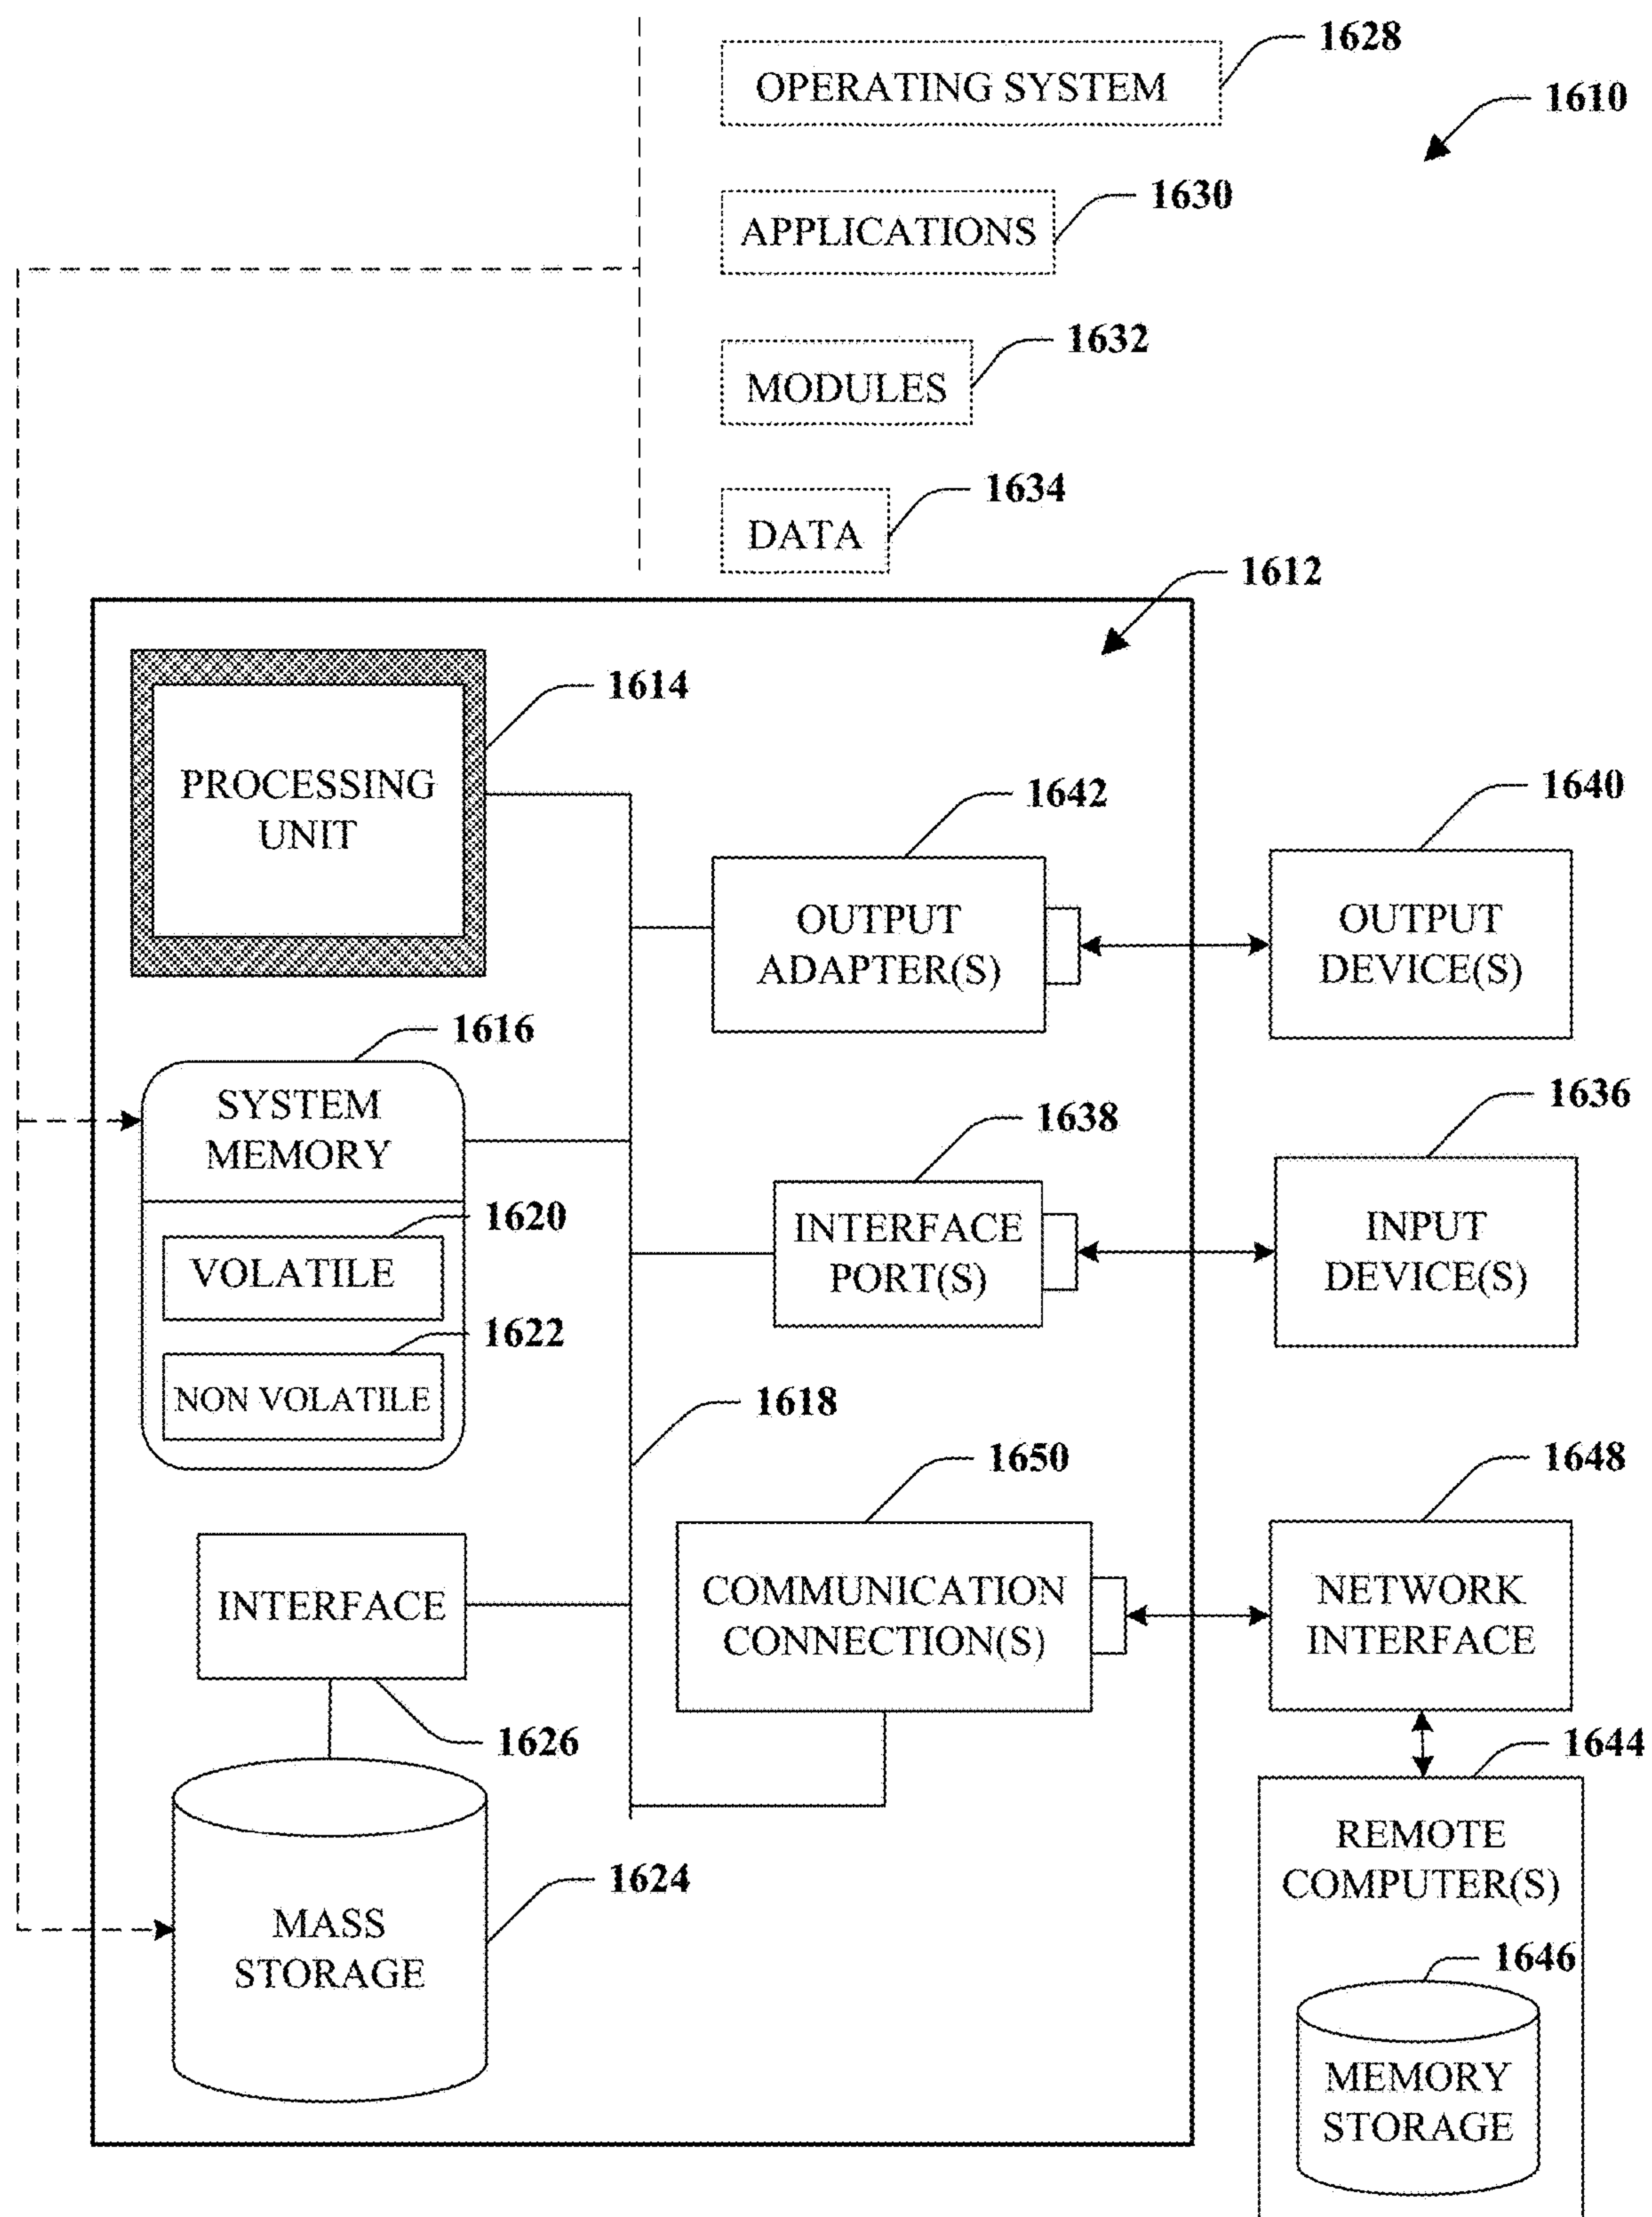 1628
OPERATING SYSTEM
1610
1630
APPLICATIONS
1632
MODULES
1634
DATA
1612
1614
PROCESSING
UNIT
1642
OUTPUT
ADAPTER(S)
1640
OUTPUT
DEVICE(S)
1616
SYSTEM
MEMORY
1620
VOLATILE
1622
NON VOLATILE
1638
INTERFACE
PORT(S)
1636
INPUT
DEVICE(S)
1618
1650
COMMUNICATION
CONNECTION(S)
1648
NETWORK
INTERFACE
INTERFACE
1626
1644
REMOTE
COMPUTER(S)
1624
MASS
STORAGE
1646
MEMORY
STORAGE